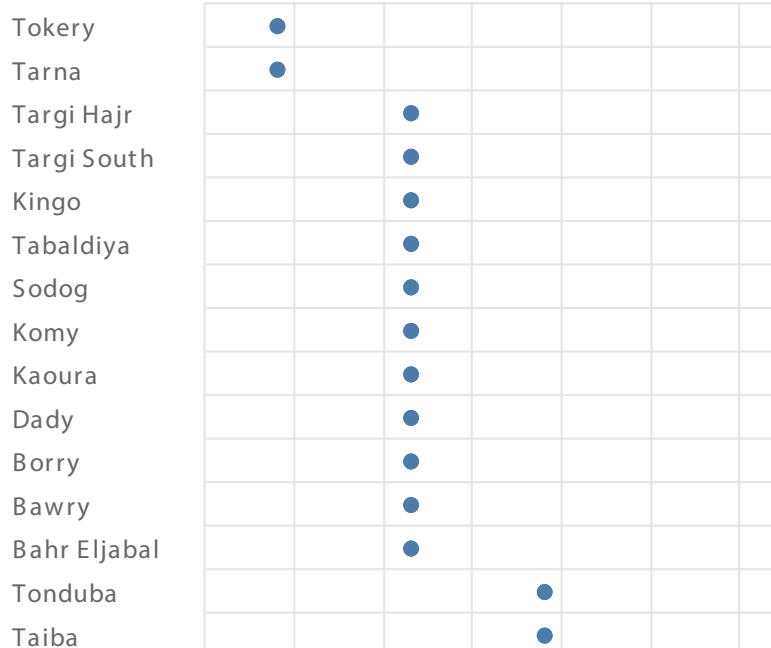 Tokery
Tarna
Targi Hajr
Targi South
Kingo
Tabaldiya
Sodog
Komy
Kaoura
Dady
Borry
Bawry
Bahr Eljabal
Tonduba
Taiba